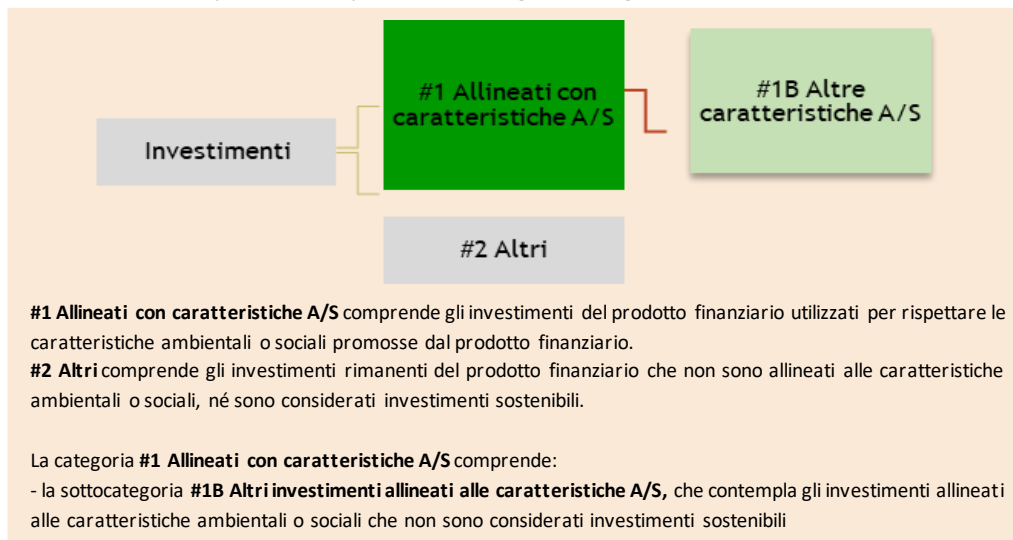 Investimenti
#1 Allineati con
caratteristiche A/S
#1B Altre
caratteristiche A/S
#2 Altri
#1 Allineati con caratteristiche A/S comprende gli investimenti del prodotto finanziario utilizzati per rispettare le
caratteristiche ambientali o sociali promosse dal prodotto finanziario.
#2 Altri comprende gli investimenti rimanenti del prodotto finanziario che non sono allineati alle caratteristiche
ambientali o sociali, né sono considerati investimenti sostenibili.
La categoria #1 Allineati con caratteristiche A/S comprende:
- la sottocategoria #1B Altri investimenti allineati alle caratteristiche A/S, che contempla gli investimenti allineati
alle caratteristiche ambientali o sociali che non sono considerati investimenti sostenibili